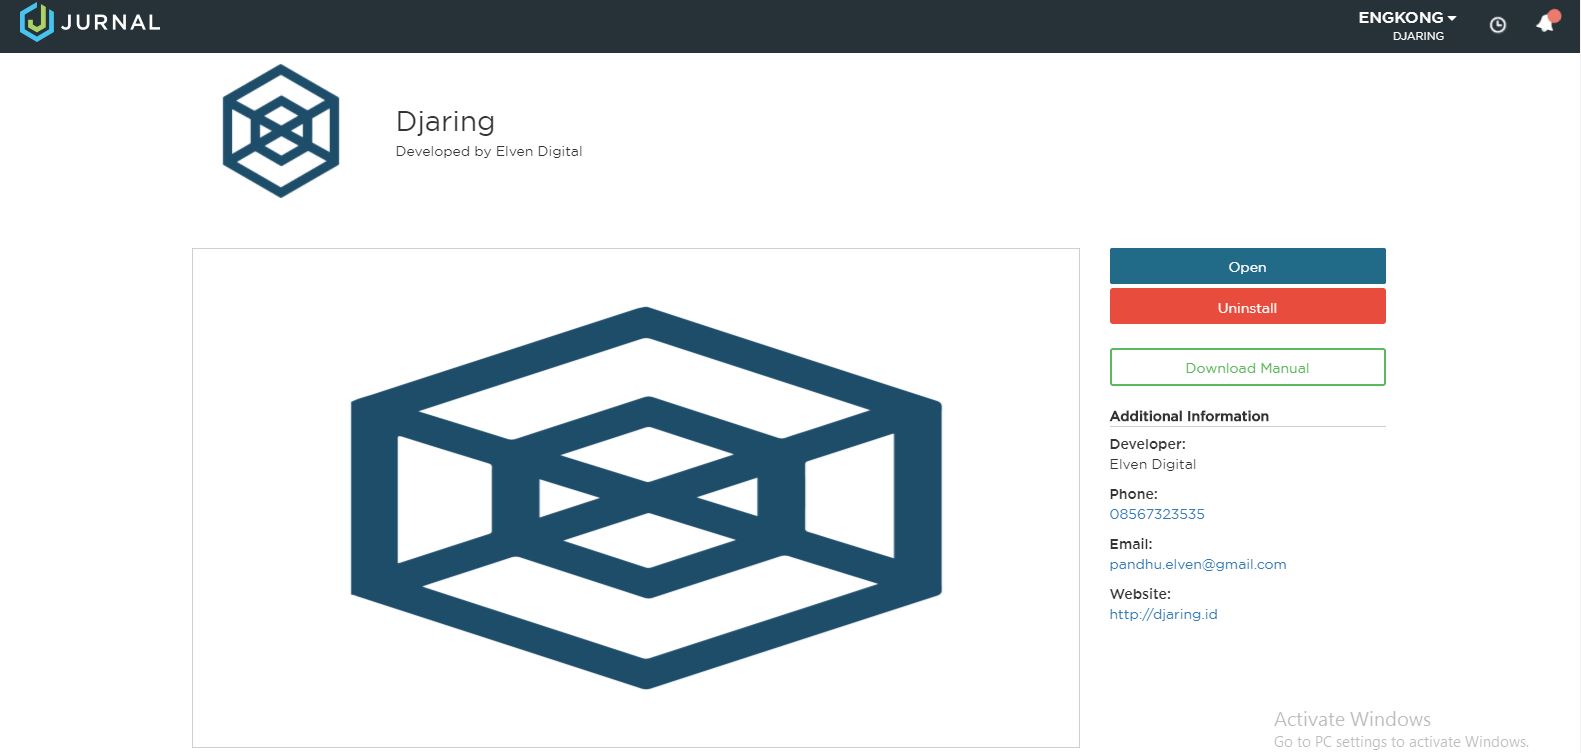 JURNAL
ENGKONG
DJARING
Djaring
Developed by Elven Digital
Open
Uninstall
Download Manual
Additional Information
Developer:
Elven Digital
Phone:
08567323535
Email:
pandhu.elven@gmail.com
Website:
http://djaring.id
Activate Windows
Go to PC settings to activate Windows.